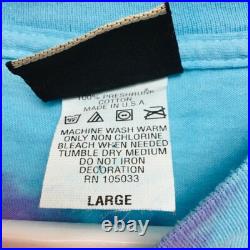 100% PRESHRUNK
COTTON
MADE IN U.S.A
MACHINE WASH WARM
ONLY NON CHLORINE
BLEACH WHEN NEEDED
TUMBLE DRY MEDIUM
DO NOT IRON
DECORATION
RN 105033
LARGE